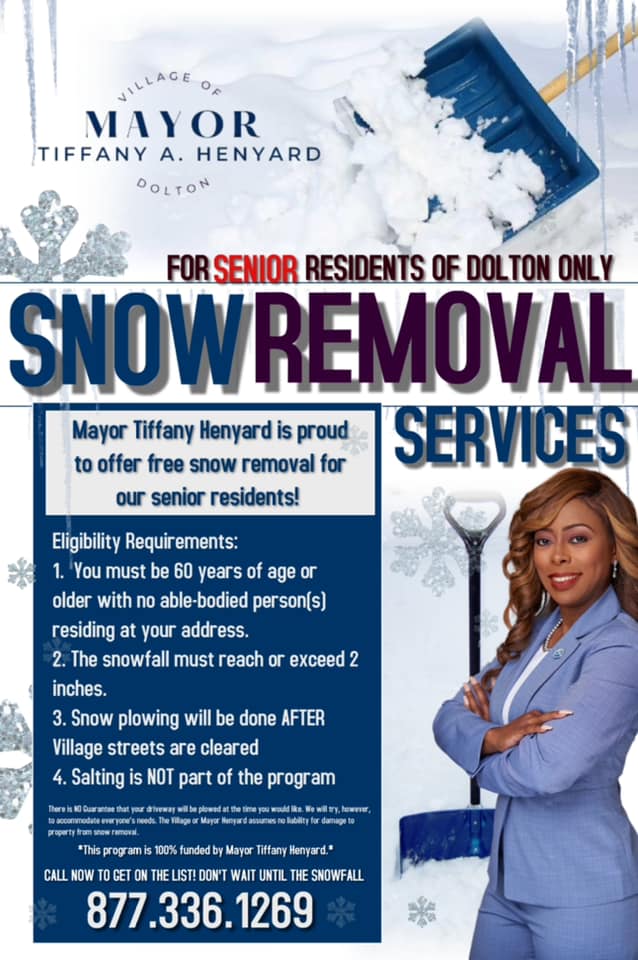 VILLAGE OF
MAYOR
TIFFANY A. HENYARD
DOLTON
FOR SENIOR RESIDENTS OF DOLTON ONLY
SNOW REMOVAL
SERVICES
Mayor Tiffany Henyard is proud
to offer free snow removal for
our senior residents!
Eligibility Requirements:
1. You must be 60 years of age or
older with no able-bodied person(s)
residing at your address.
2. The snowfall must reach or exceed 2
inches.
3. Snow plowing will be done AFTER
Village streets are cleared
4. Salting is NOT part of the program
There is NO Guarantee that your driveway will be plowed at the time you would like. We will try, however,
to accommodate everyone's needs. The Village or Mayor Henyard assumes no liability for damage to
property from snow removal.
*This program is 100% funded by Mayor Tiffany Henyard.*
CALL NOW TO GET ON THE LIST! DON'T WAIT UNTIL THE SNOWFALL
877.336.1269